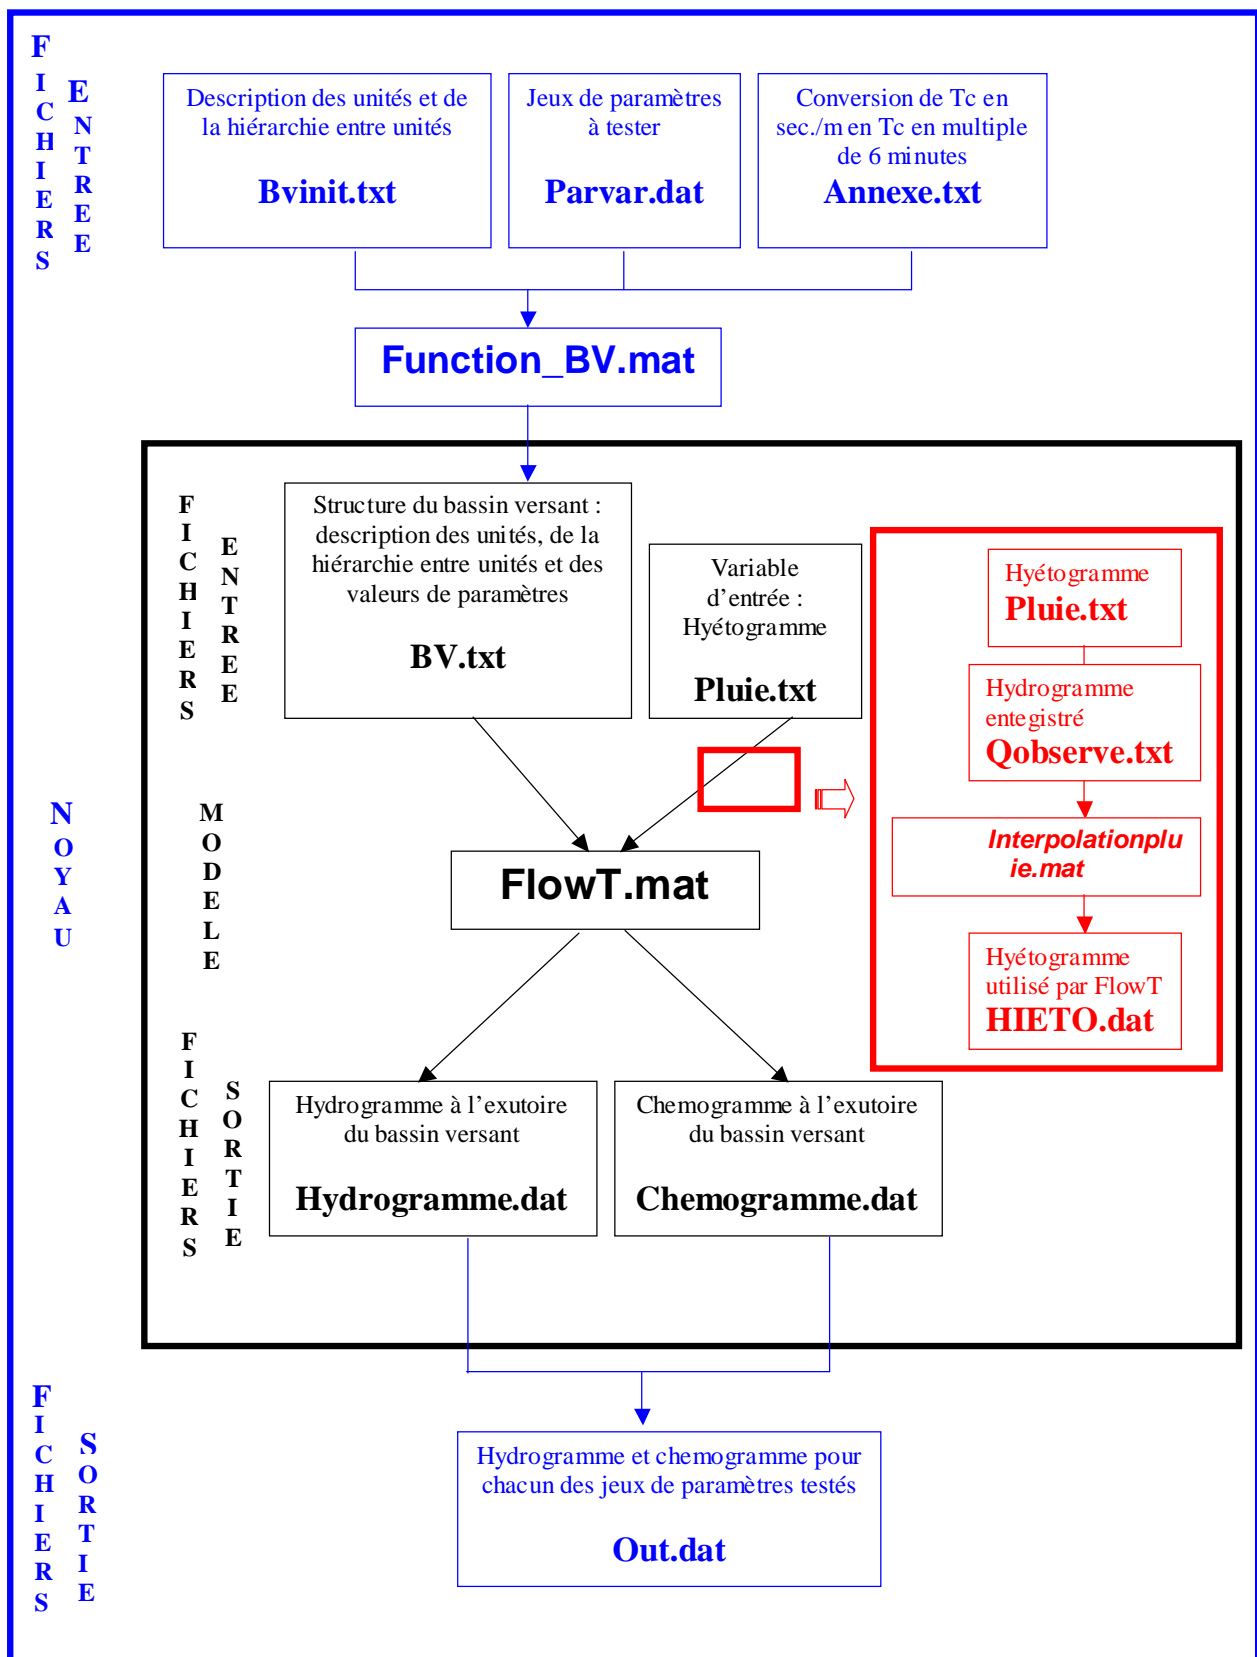 FICHIERS
ENTREE
Description des unités et de
la hiérarchie entre unités
Bvinit.txt
Jeux de paramètres
à tester
Parvar.dat
Conversion de Tc en
sec./m en Tc en multiple
de 6 minutes
Annexe.txt
Function_BV.mat
NOYAU
FICHIERS
ENTREE
Structure du bassin versant :
description des unités, de la
hiérarchie entre unités et des
valeurs de paramètres
BV.txt
Variable
d'entrée :
Hyétogramme
Pluie.txt
Hyétogramme
Pluie.txt
Hydrogramme
entegistré
Qobserve.txt
Interpolationplu
ie.mat
Hyétogramme
utilisé par FlowT
HIETO.dat
MODELE
FlowT.mat
FICHIERS
SORTIE
Hydrogramme à l'exutoire
du bassin versant
Hydrogramme.dat
Chemogramme à l'exutoire
du bassin versant
Chemogramme.dat
FICHIERS
SORTIE
Hydrogramme et chemogramme pour
chacun des jeux de paramètres testés
Out.dat